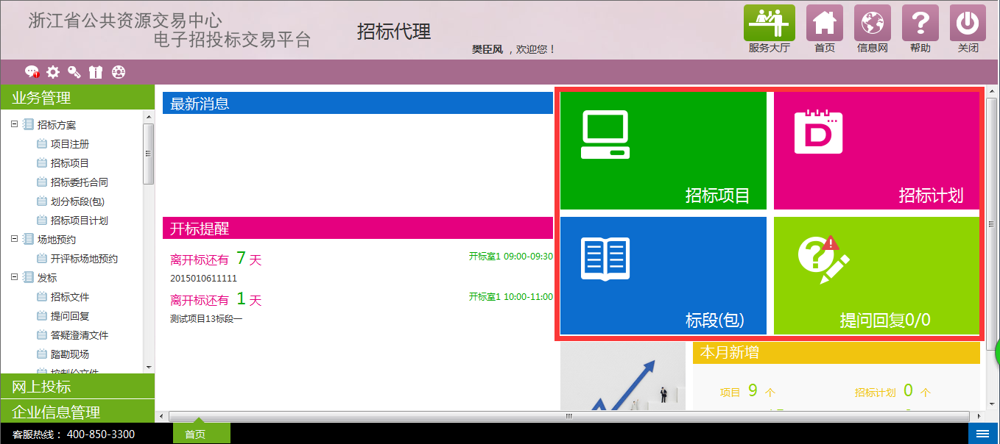 浙江省公共资源交易中心
电子招投标交易平台
招标代理
樊臣风 ，欢迎您！
服务大厅
首页
信息网
帮助
关闭
业务管理
招标方案
项目注册
招标项目
招标委托合同
划分标段(包)
招标项目计划
场地预约
开评标场地预约
发标
招标文件
提问回复
答疑澄清文件
踏勘现场
控制价文件
网上投标
企业信息管理
最新消息
开标提醒
离开标还有 7 天
开标室1 09:00-09:30
2015010611111
离开标还有 1 天
开标室1 10:00-11:00
测试项目13标段一
招标项目
D
招标计划
标段(包)
提问回复0/0
本月新增
项目 9 个
招标计划 0 个
客服热线： 400-850-3300
首页